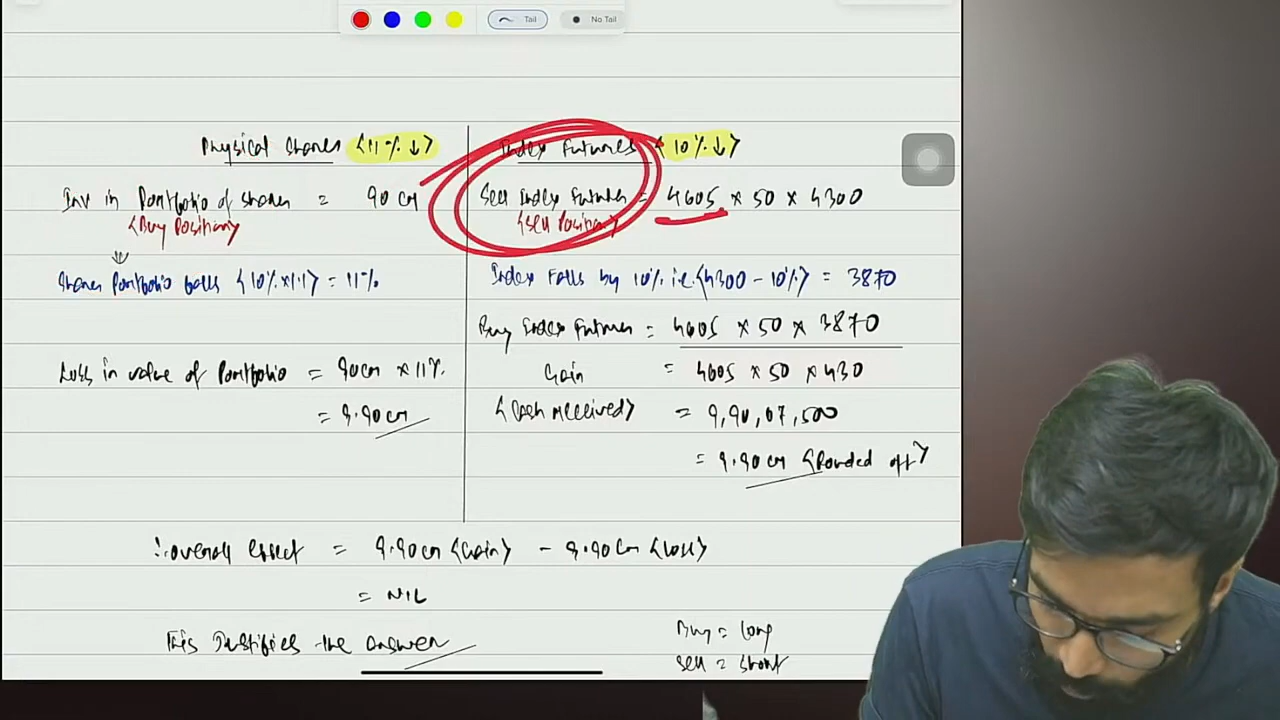 Tail
No Tail
Physical Shares <11% ↓>
Index Futures <10% ↓>
Inv in Portfolio of shares = 90 cr
<Buy Position>
Sell Index Futures = 4605 × 50 × 4300
<Sell Position>
Shares Portfolio falls <10% × 1.1> = 11%
Index Falls by 10% i.e. <4300 - 10%> = 3870
Buy Index Futures = 4605 × 50 × 3870
Loss in value of Portfolio = 90cr × 11%
= 9.90 cr
Gain = 4605 × 50 × 430
<Cash Received> = 9,90,07,500
= 9.90 cr <Rounded off>
∴ overall effect = 9.90 cr <Gain> - 9.90 cr <Loss>
= NIL
This Justifies the answer
Buy = long
Sell = Short